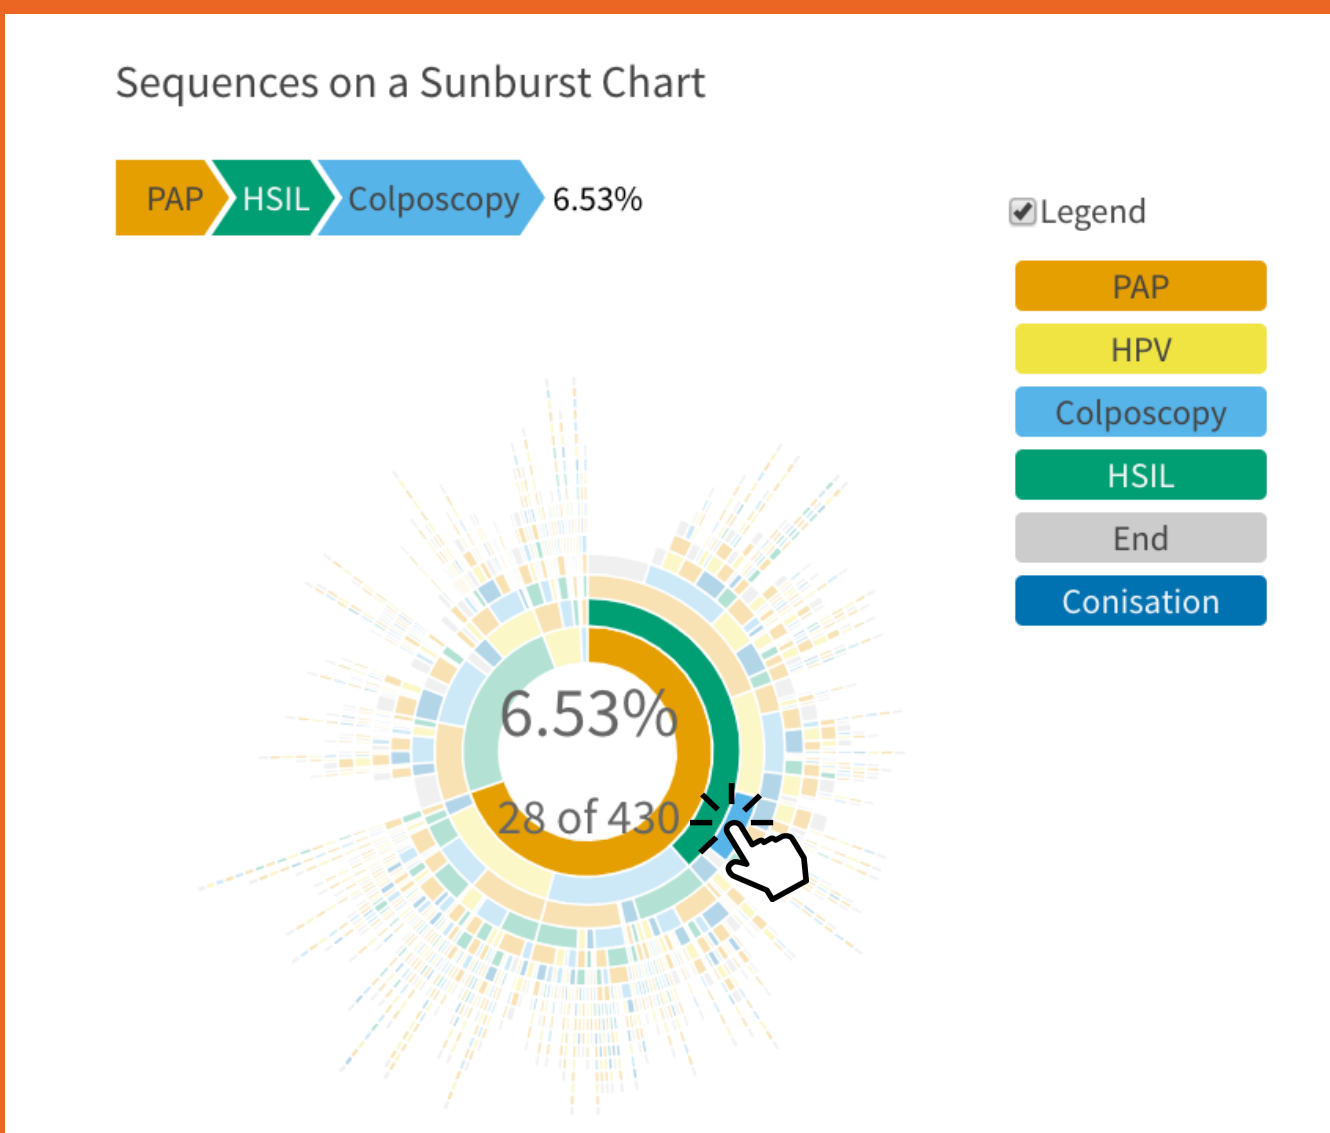 Sequences on a Sunburst Chart
PAP HSIL Colposcopy 6.53%
Legend
PAP
HPV
Colposcopy
HSIL
End
Conisation
6.53%
28 of 430